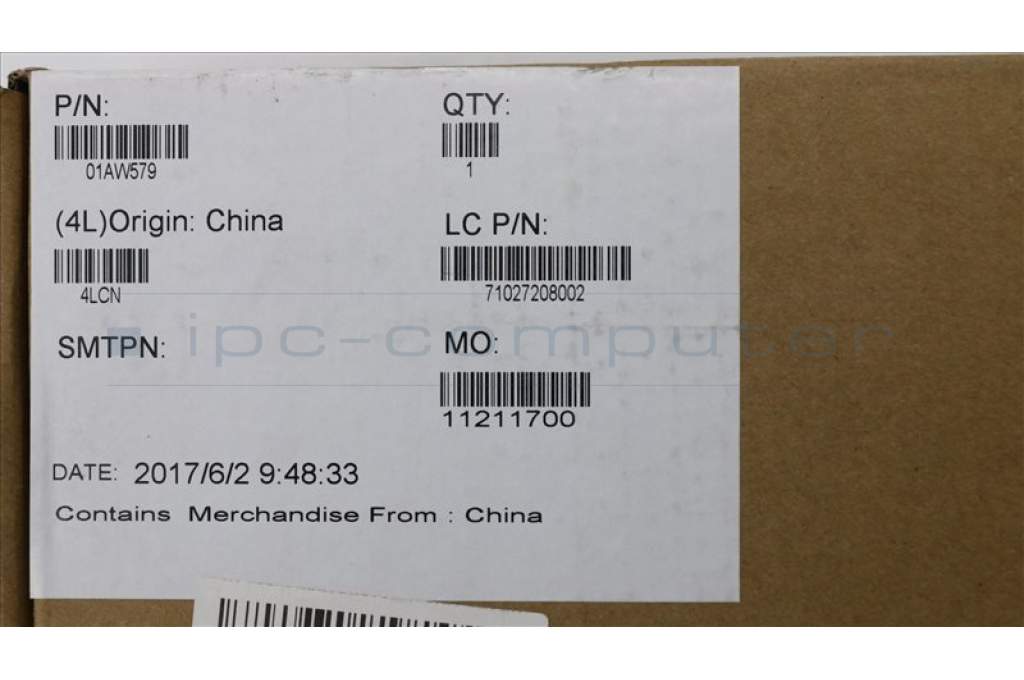 P/N:
01AW579
QTY:
1
(4L)Origin: China
4LCN
LC P/N:
71027208002
SMTPN:
MO:
11211700
DATE: 2017/6/2 9:48:33
Contains Merchandise From : China
ipc-computer